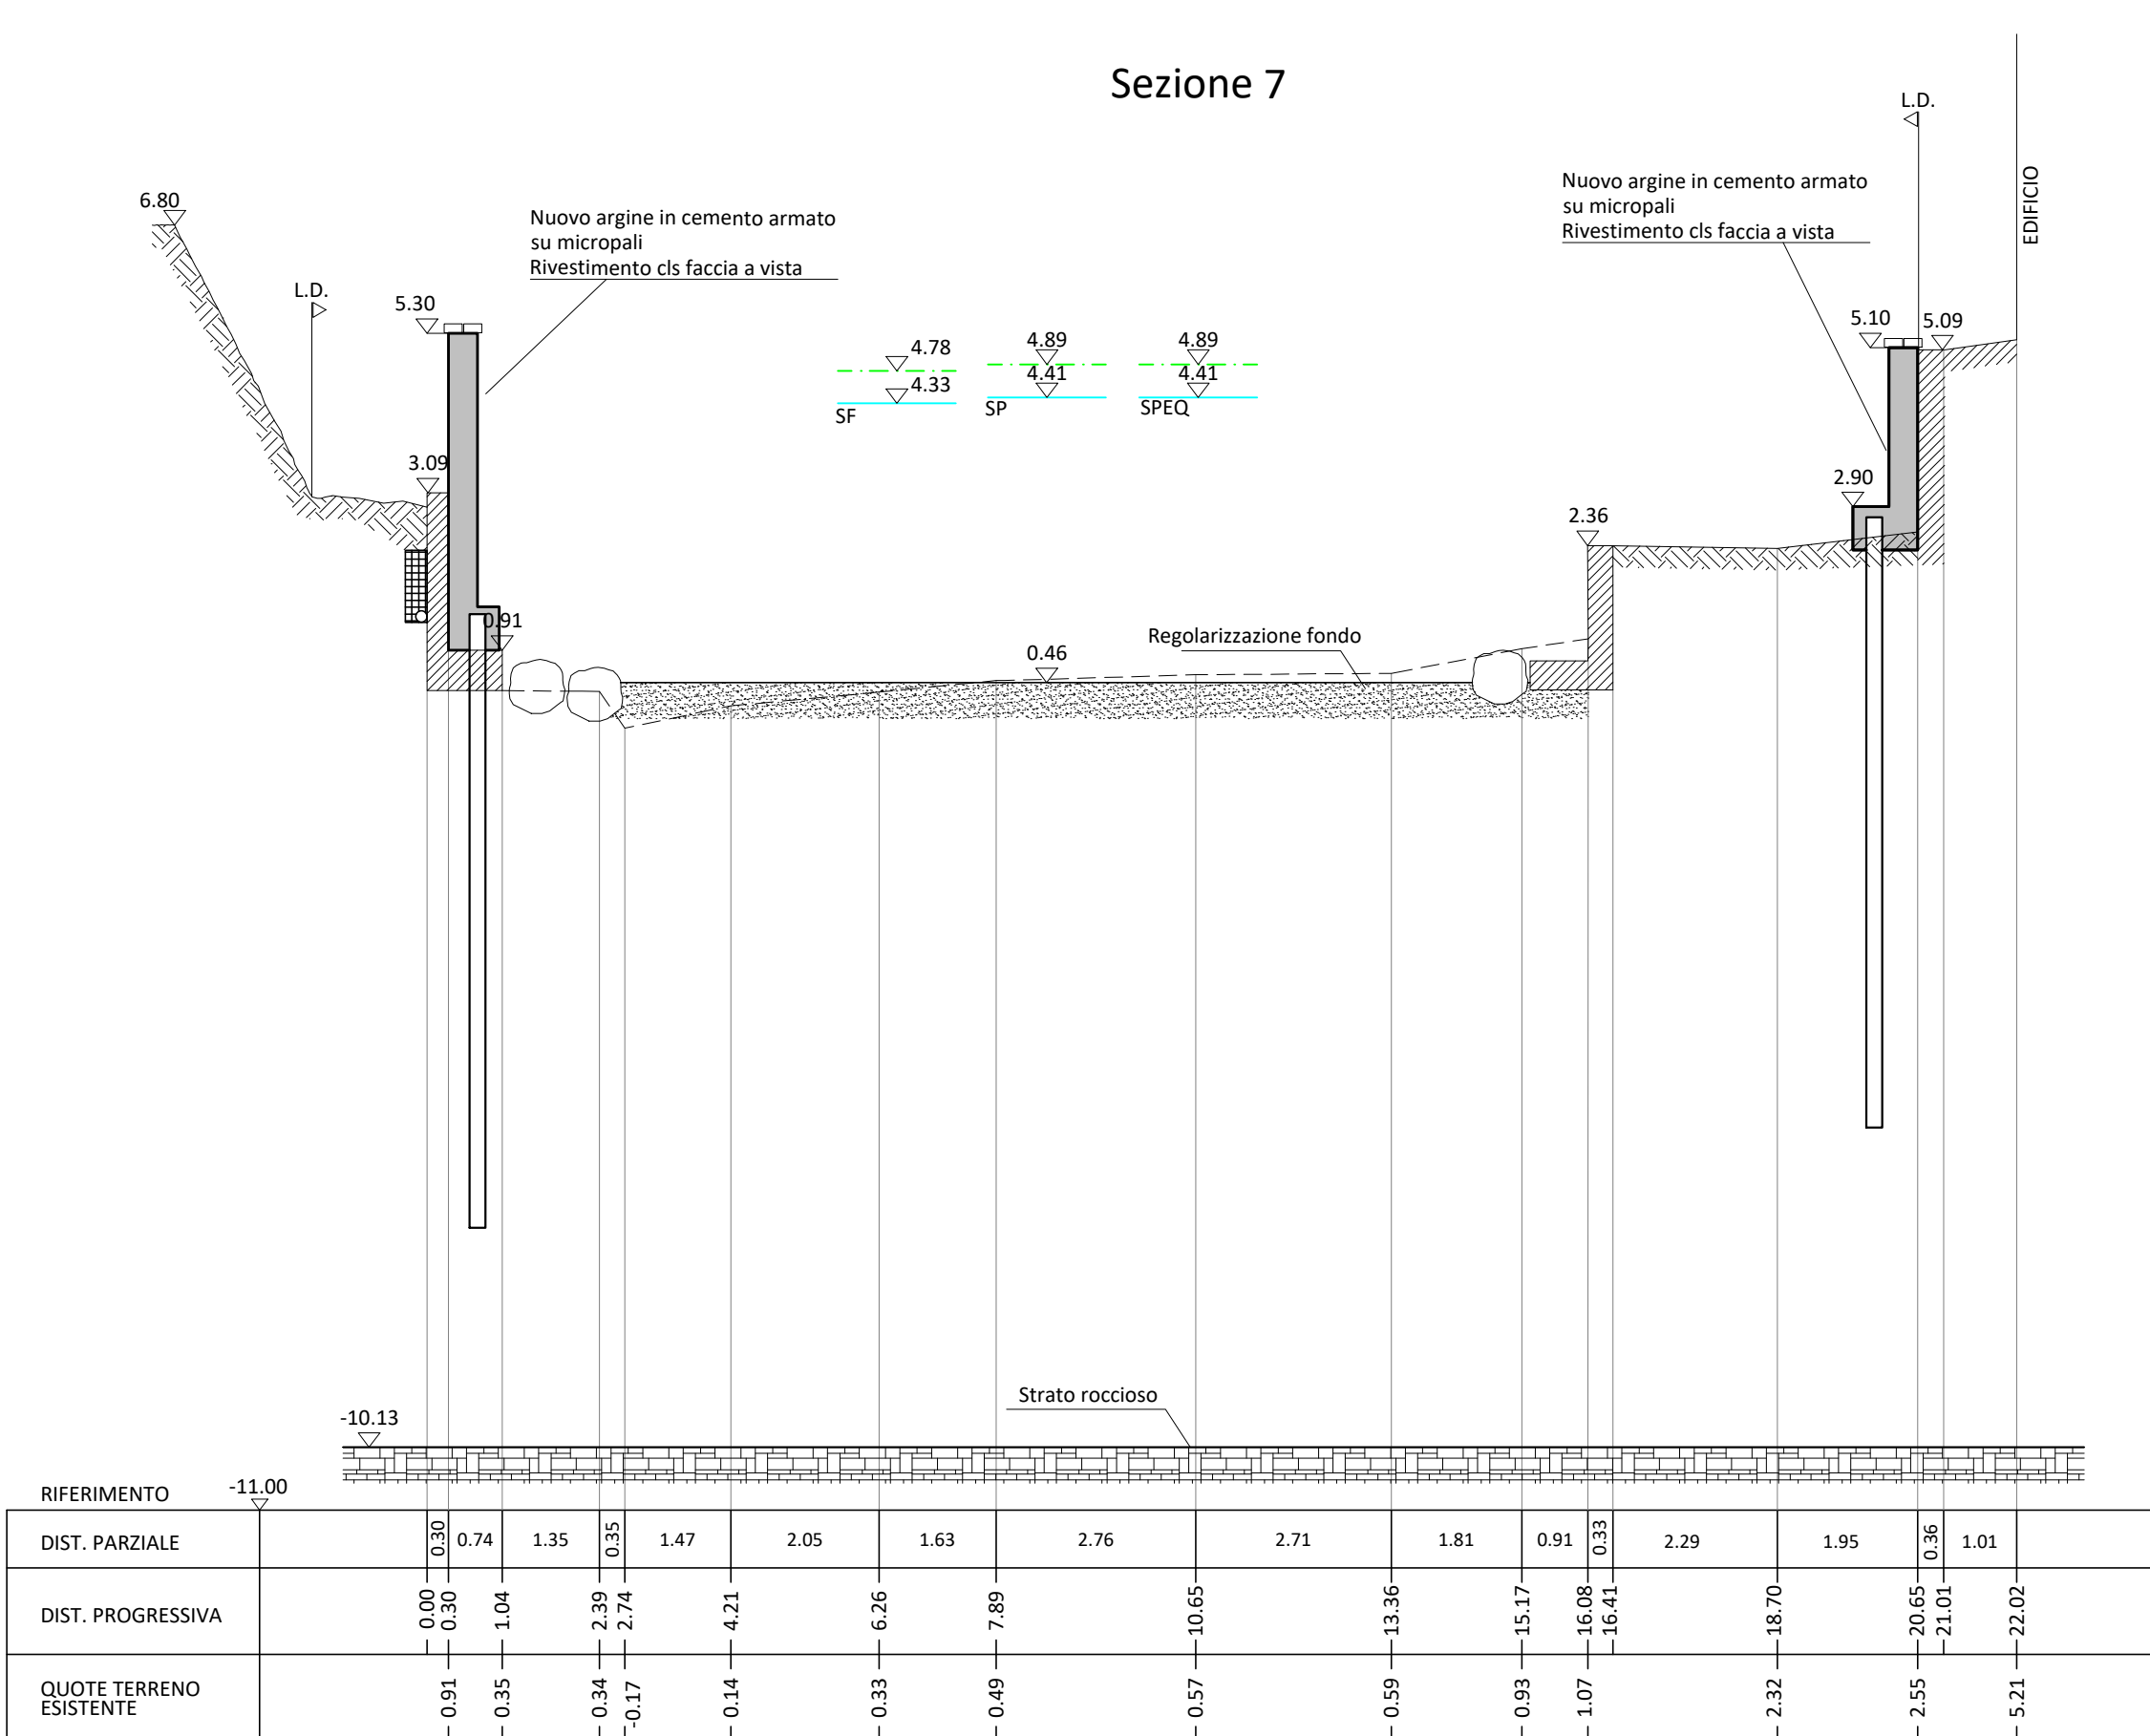 Sezione 7
L.D.
EDIFICIO
Nuovo argine in cemento armato
su micropali
Rivestimento cls faccia a vista
6.80
Nuovo argine in cemento armato
su micropali
Rivestimento cls faccia a vista
L.D.
5.30
5.10
5.09
4.78
4.89
4.89
4.33
4.41
4.41
SF
SP
SPEQ
3.09
2.90
2.36
0.91
Regolarizzazione fondo
0.46
Strato roccioso
-10.13
RIFERIMENTO
-11.00
DIST. PARZIALE 0.30 0.74 1.35 0.35 1.47 2.05 1.63 2.76 2.71 1.81 0.91 0.33 2.29 1.95 0.36 1.01
DIST. PROGRESSIVA 0.00 0.30 1.04 2.39 2.74 4.21 6.26 7.89 10.65 13.36 15.17 16.08 16.41 18.70 20.65 21.01 22.02
QUOTE TERRENO
ESISTENTE
0.91 0.35 0.34 -0.17 0.14 0.33 0.49 0.57 0.59 0.93 1.07 2.32 2.55 5.21